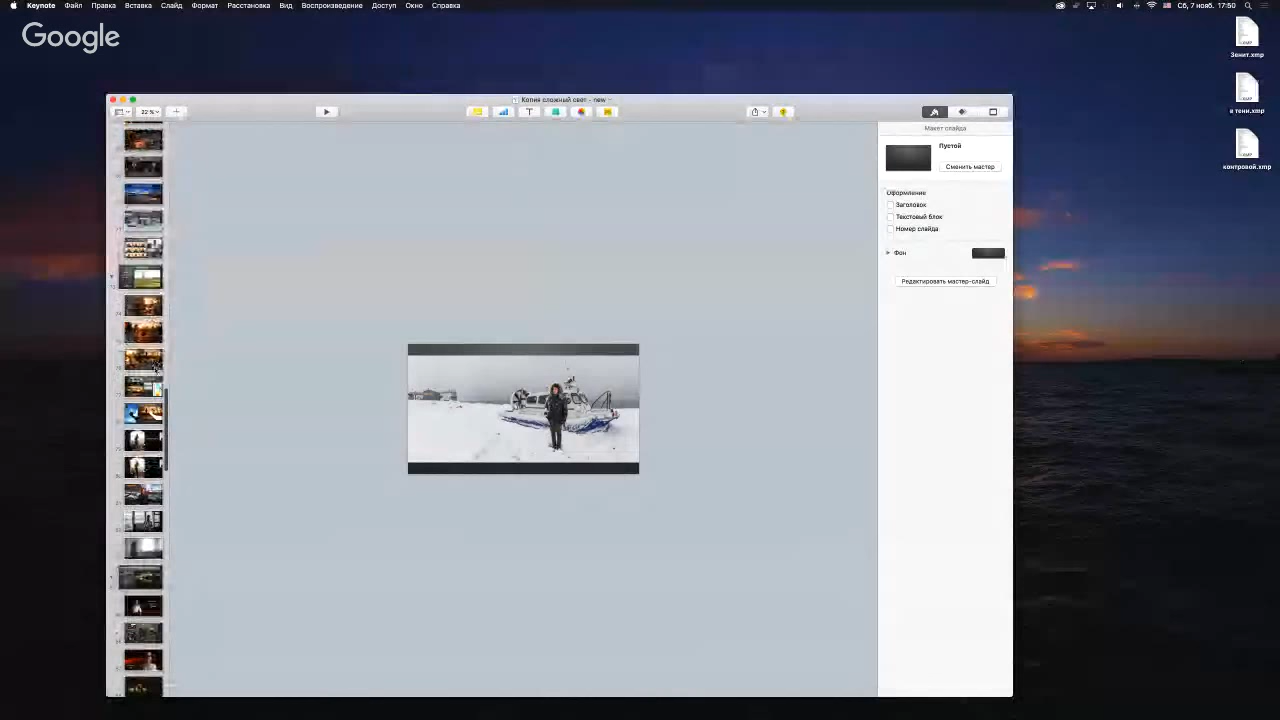 Keynote Файл Правка Вставка Слайд Формат Расстановка Вид Воспроизведение Доступ Окно Справка
Сб, 7 нояб. 17:50
Google
Зенит.xmp
в тени.xmp
контровой.xmp
Копия сложный свет - new
22 %
Макет слайда
Пустой
Сменить мастер
Оформление
Заголовок
Текстовый блок
Номер слайда
Фон
Редактировать мастер-слайд